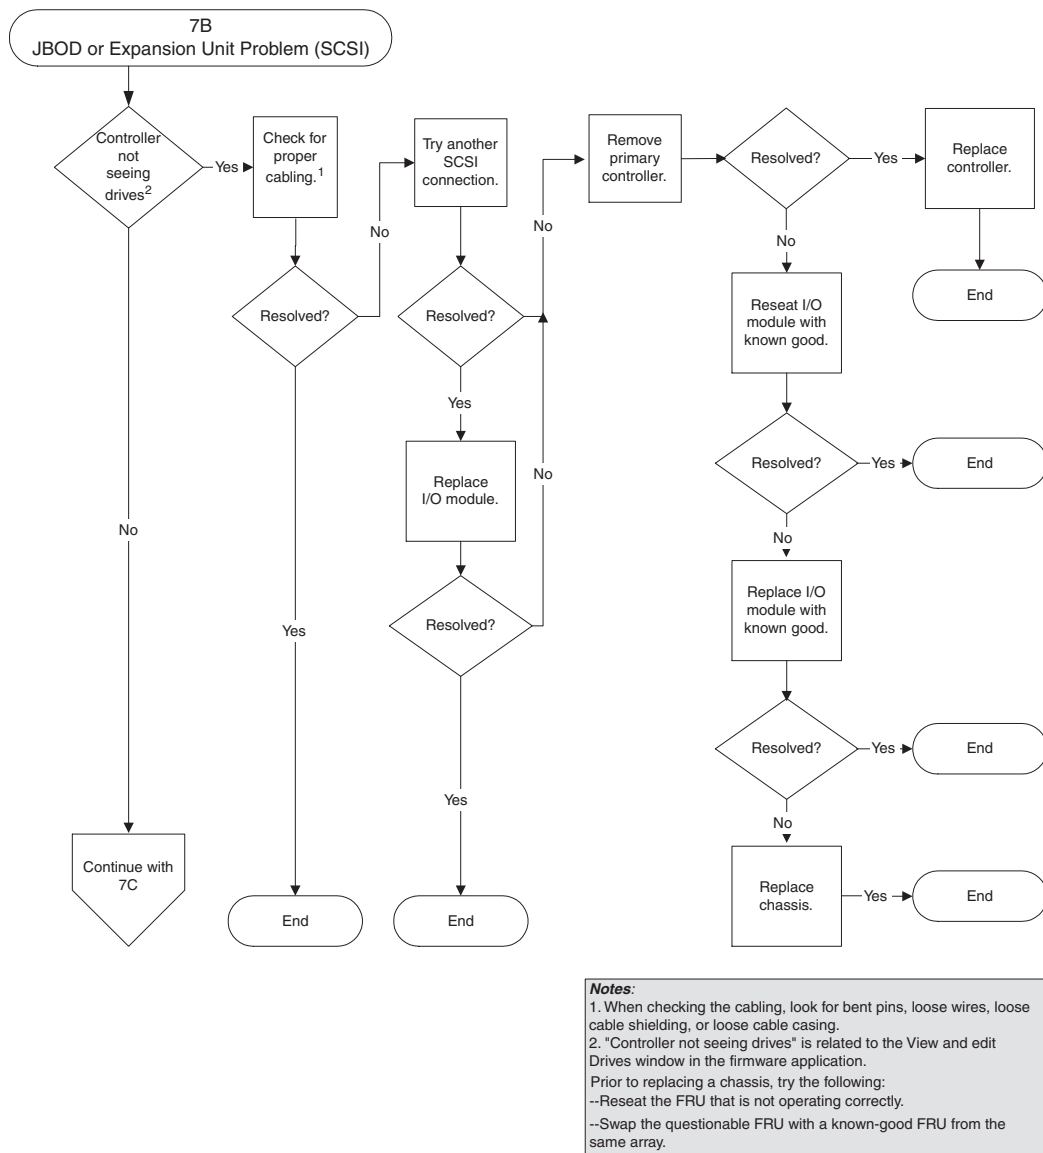 7B
JBOD or Expansion Unit Problem (SCSI)
Controller
not
seeing
drives2
Yes
Check for
proper
cabling.1
No
Try another
SCSI
connection.
No
Remove
primary
controller.
Resolved?
Yes
Replace
controller.
No
End
Resolved?
Resolved?
Reseat I/O
module with
known good.
Yes
Resolved?
Yes
End
Replace
I/O module.
No
No
No
Replace I/O
module with
known good.
Resolved?
Yes
Resolved?
Yes
End
Yes
No
Continue with
7C
End
End
Replace
chassis.
Yes
End
Notes:
1. When checking the cabling, look for bent pins, loose wires, loose
cable shielding, or loose cable casing.
2. "Controller not seeing drives" is related to the View and edit
Drives window in the firmware application.
Prior to replacing a chassis, try the following:
--Reseat the FRU that is not operating correctly.
--Swap the questionable FRU with a known-good FRU from the
same array.